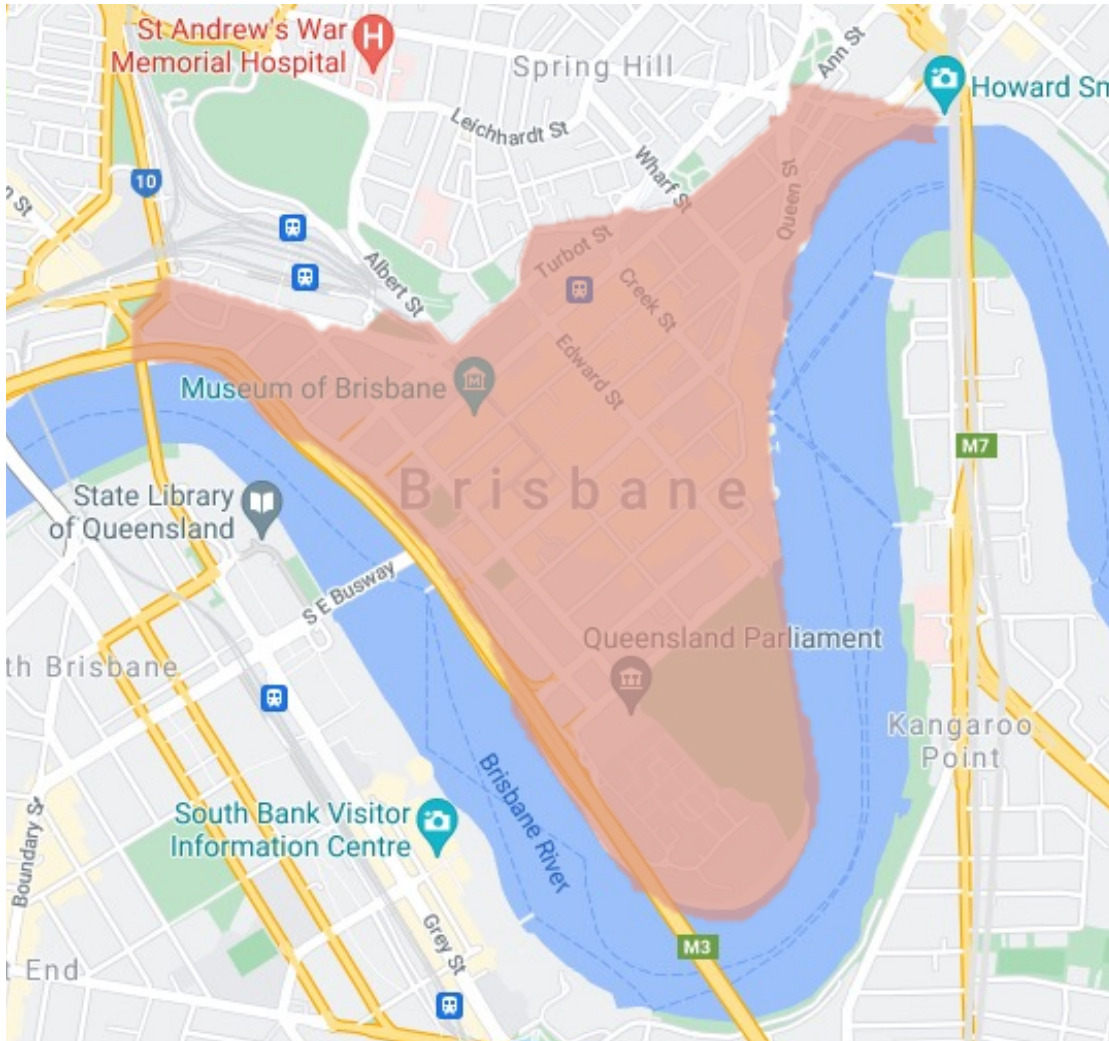 St Andrew's War
Memorial Hospital
Spring Hill
Ann St
Howard Sm
Leichhardt St
Wharf St
10
n St
Queen St
Turbot St
Albert St
Creek St
Edward St
Museum of Brisbane
M7
Brisbane
State Library
of Queensland
S E Busway
Queensland Parliament
th Brisbane
Kangaroo
Point
Brisbane River
South Bank Visitor
Information Centre
Boundary St
Grey St
M3
t End